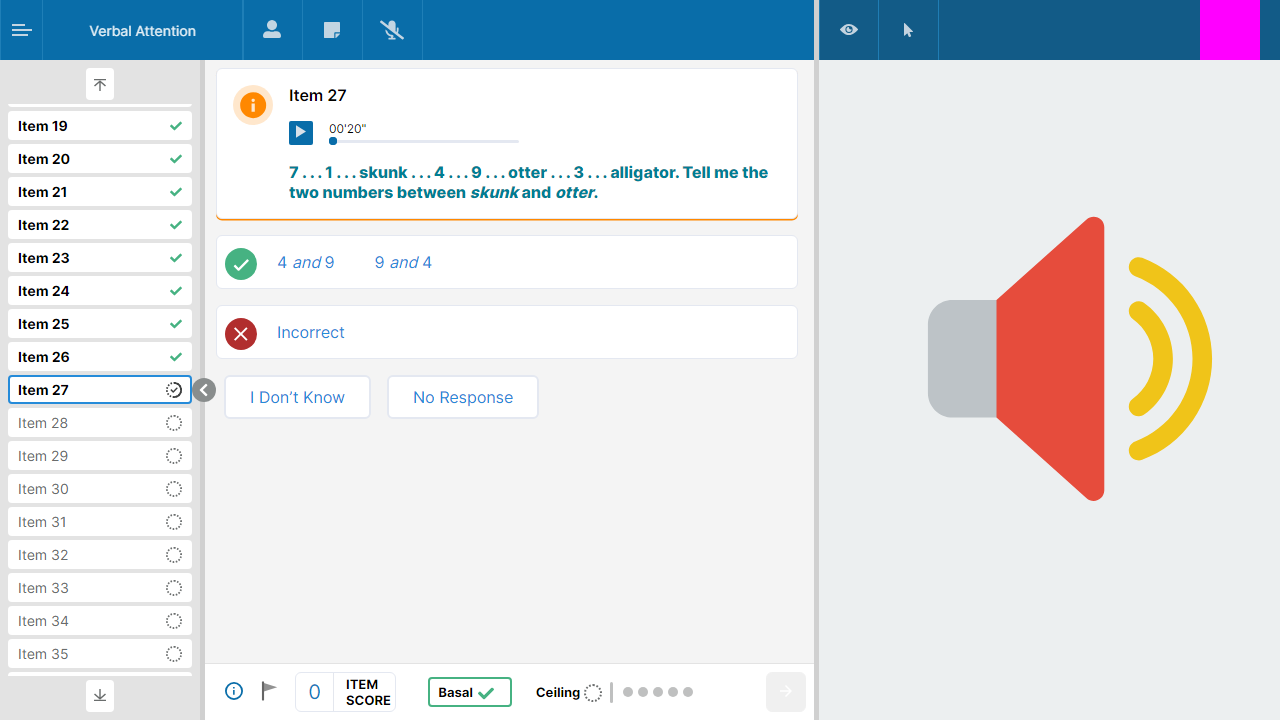 Verbal Attention
Item 19
Item 20
Item 21
Item 22
Item 23
Item 24
Item 25
Item 26
Item 27
Item 28
Item 29
Item 30
Item 31
Item 32
Item 33
Item 34
Item 35
Item 27
00'20"
7 . . . 1 . . . skunk . . . 4 . . . 9 . . . otter . . . 3 . . . alligator. Tell me the
two numbers between skunk and otter.
4 and 9 9 and 4
Incorrect
I Don’t Know No Response
0 ITEM
SCORE
Basal
Ceiling